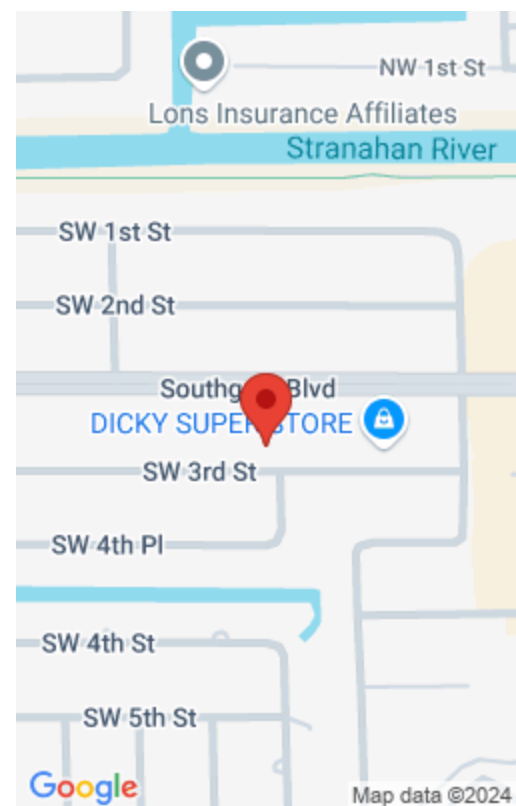 NW 1st St
Lons Insurance Affiliates
Stranahan River
SW 1st St
SW 2nd St
Blvd
DICKY SUPER STORE
SW 3rd St
SW 4th Pl
SW 4th St
SW 5th St
Google
Map data ©2024